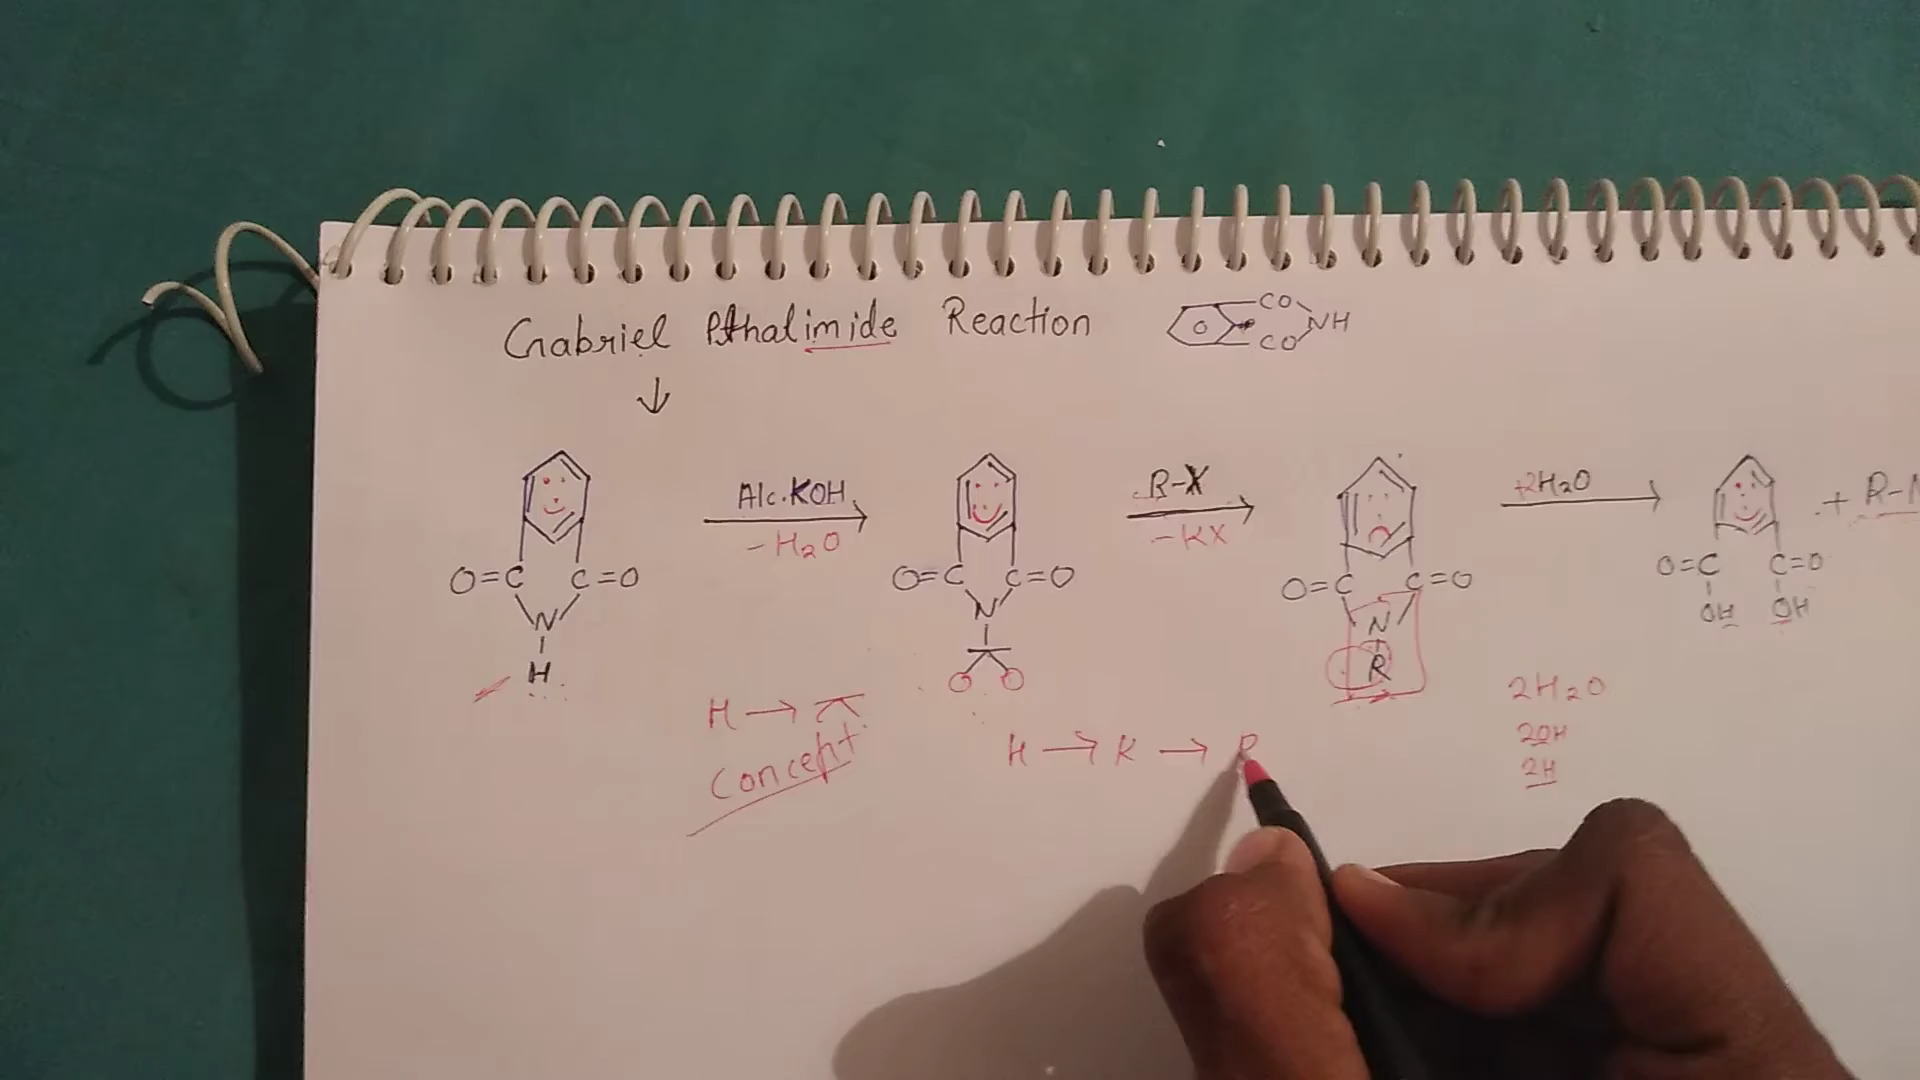 Gabriel Pthalimide Reaction
CO
CO
NH
Alc.KOH
-H2O
R-X
-KX
+2H2O
+ R-N
O=C C=O
N
H
O=C C=O
N
K
O=C C=O
N
R
O=C C=O
OH OH
H → K
Concept
H → K → R
2H2O
2OH
2H